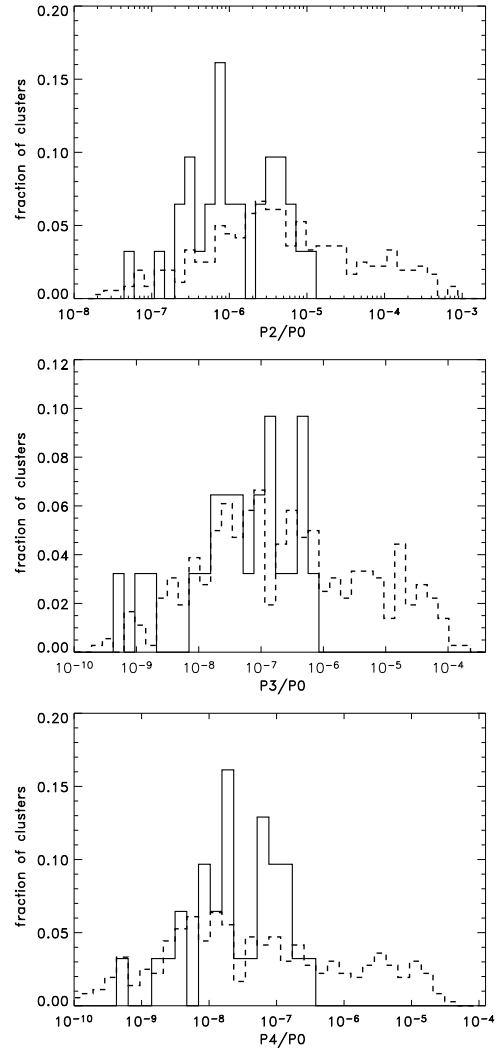 0.20
0.15
0.10
0.05
0.00
fraction of clusters
10⁻⁸ 10⁻⁷ 10⁻⁶ 10⁻⁵ 10⁻⁴ 10⁻³
P2/P0
0.12
0.10
0.08
0.06
0.04
0.02
0.00
fraction of clusters
10⁻¹⁰ 10⁻⁹ 10⁻⁸ 10⁻⁷ 10⁻⁶ 10⁻⁵ 10⁻⁴
P3/P0
0.20
0.15
0.10
0.05
0.00
fraction of clusters
10⁻¹⁰ 10⁻⁹ 10⁻⁸ 10⁻⁷ 10⁻⁶ 10⁻⁵ 10⁻⁴
P4/P0